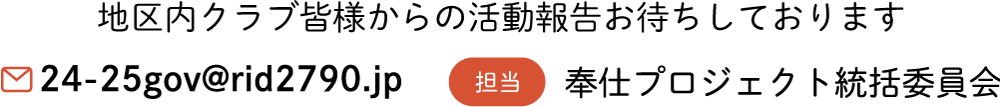 地区内クラブ皆様からの活動報告お待ちしております
24-25gov@rid2790.jp 担当 奉仕プロジェクト統括委員会